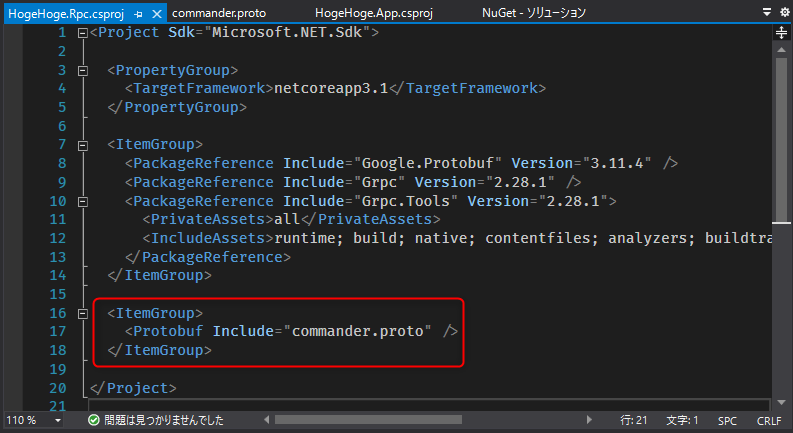 HogeHoge.Rpc.csproj commander.proto HogeHoge.App.csproj NuGet - ソリューション
1 <Project Sdk="Microsoft.NET.Sdk">
2
3 <PropertyGroup>
4 <TargetFramework>netcoreapp3.1</TargetFramework>
5 </PropertyGroup>
6
7 <ItemGroup>
8 <PackageReference Include="Google.Protobuf" Version="3.11.4" />
9 <PackageReference Include="Grpc" Version="2.28.1" />
10 <PackageReference Include="Grpc.Tools" Version="2.28.1">
11 <PrivateAssets>all</PrivateAssets>
12 <IncludeAssets>runtime; build; native; contentfiles; analyzers; buildtra
13 </PackageReference>
14 </ItemGroup>
15
16 <ItemGroup>
17 <Protobuf Include="commander.proto" />
18 </ItemGroup>
19
20 </Project>
21
110 % 問題は見つかりませんでした 行: 21 文字: 1 SPC CRLF